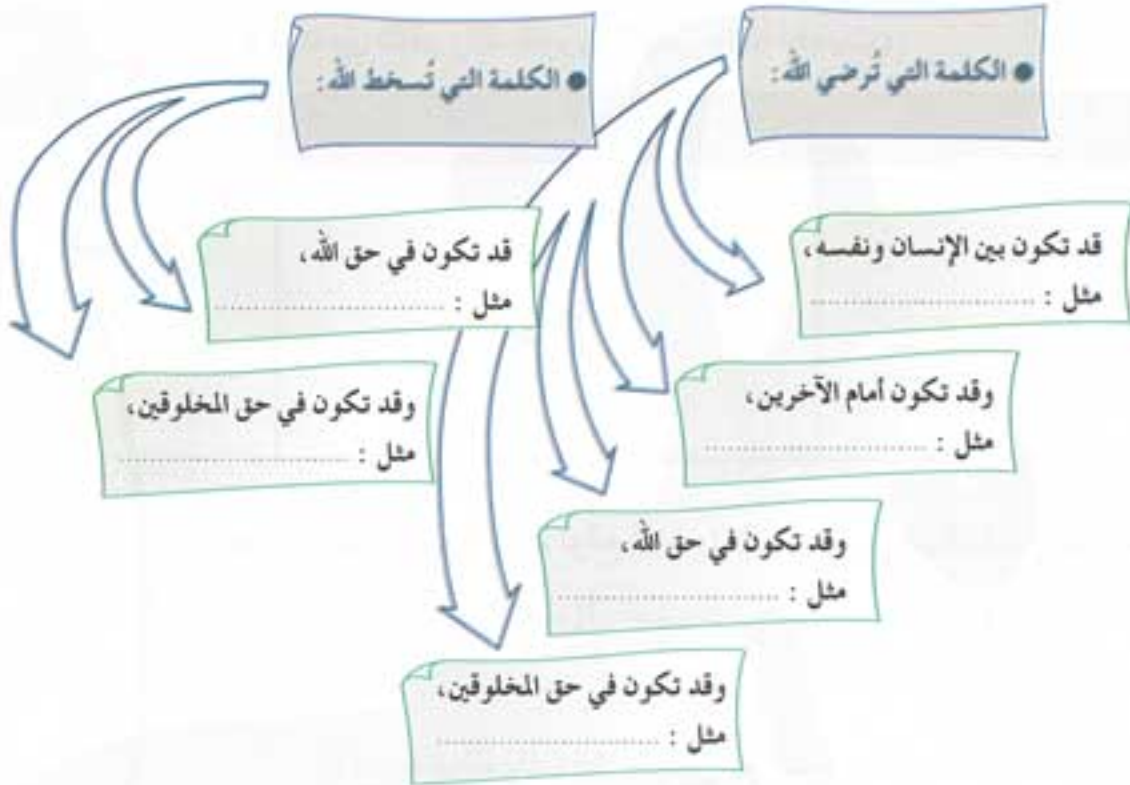 ● الكلمة التي تُرضي الله:
قد تكون بين الإنسان ونفسه،
مثل : ..............................
وقد تكون أمام الآخرين،
مثل : ..............................
وقد تكون في حق الله،
مثل : ..............................
وقد تكون في حق المخلوقين،
مثل : ..............................
● الكلمة التي تُسخط الله:
قد تكون في حق الله،
مثل : ..............................
وقد تكون في حق المخلوقين،
مثل : ..............................